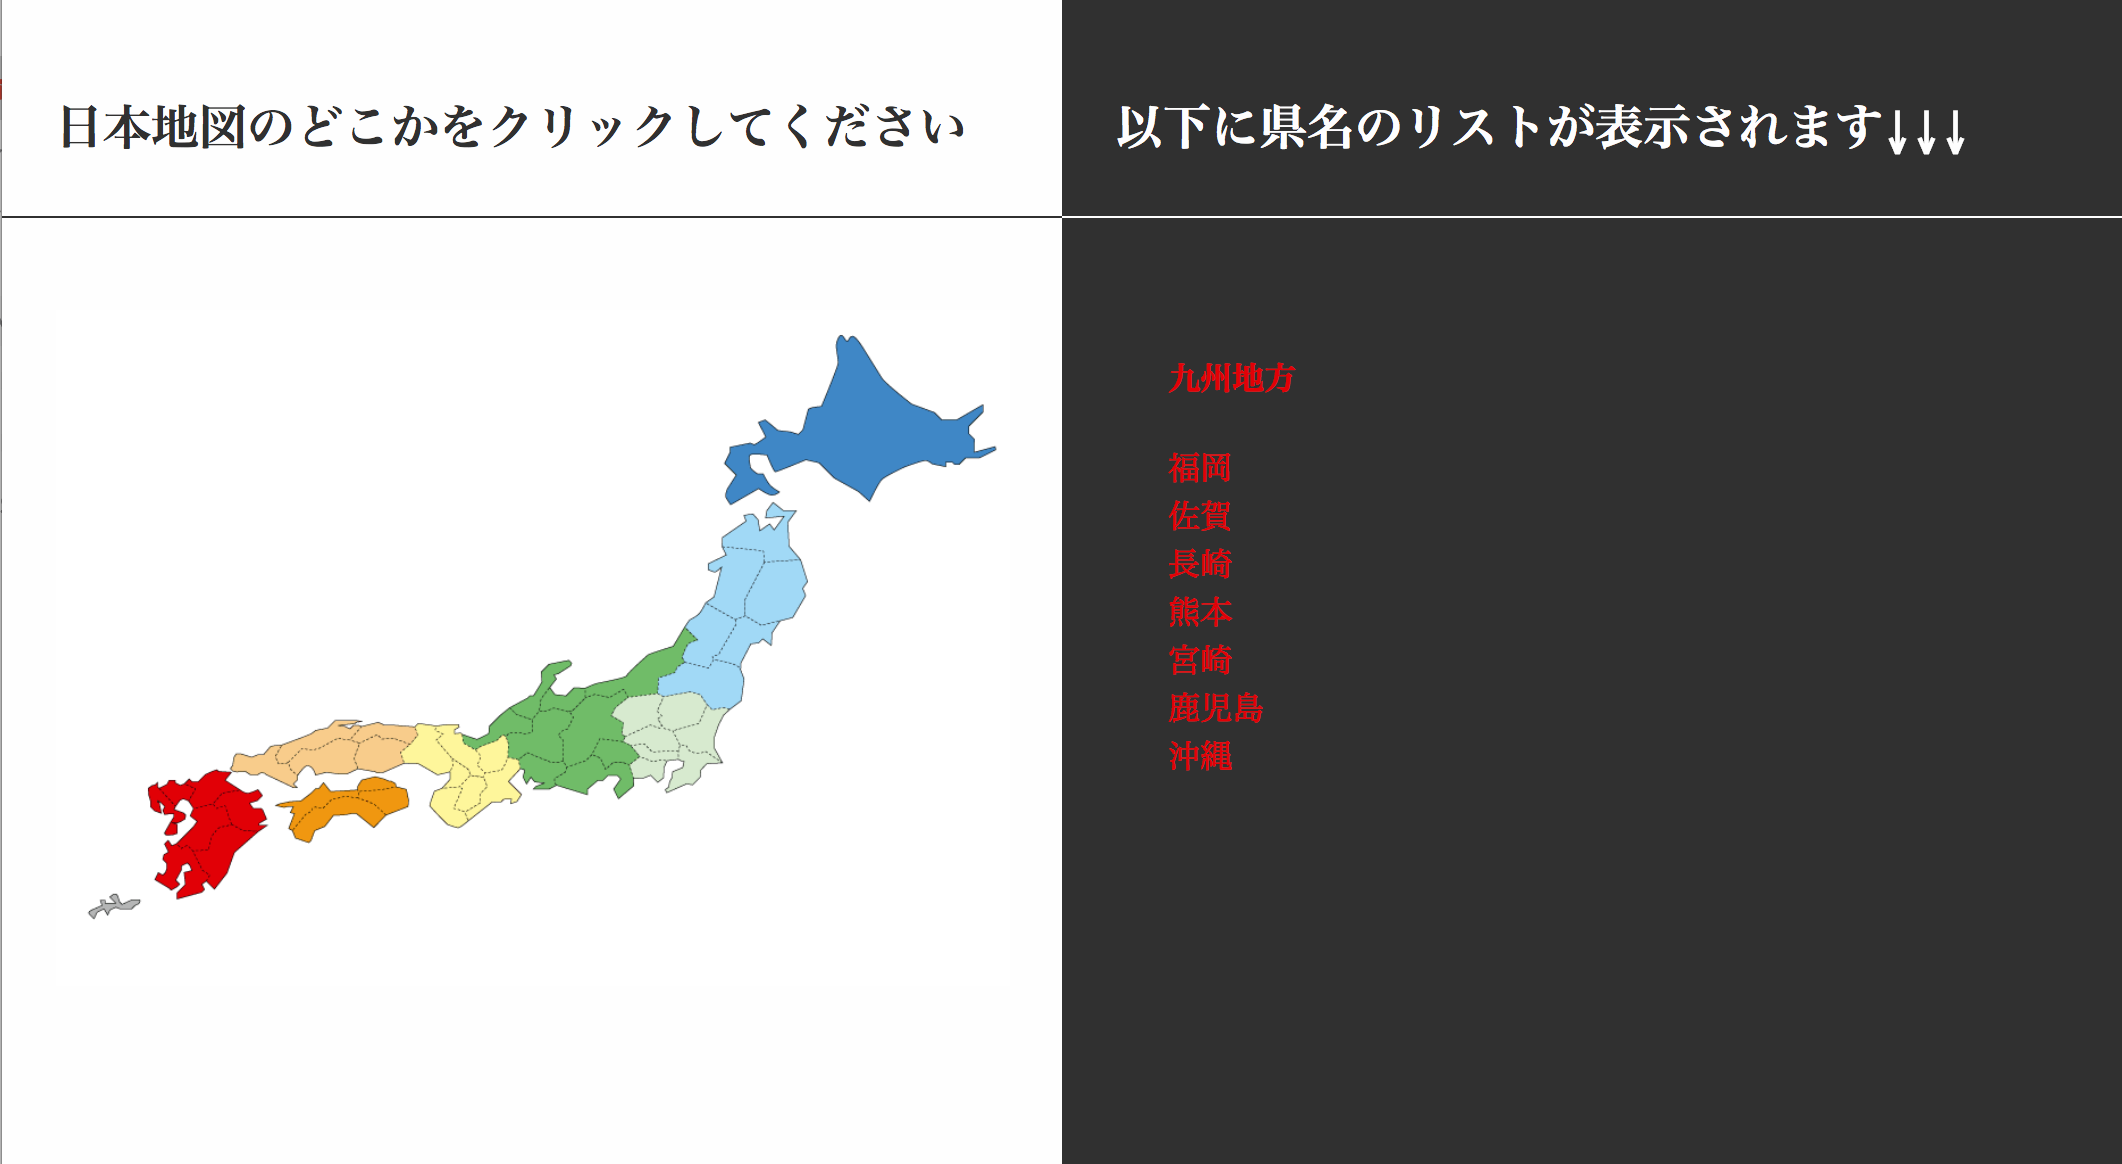 日本地図のどこかをクリックしてください
以下に県名のリストが表示されます↓↓↓
九州地方
福岡
佐賀
長崎
熊本
宮崎
鹿児島
沖縄